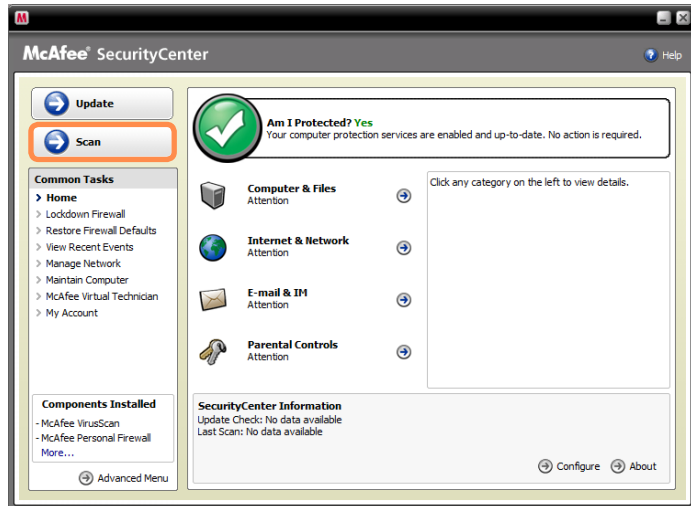 McAfee® SecurityCenter
Help
Update
Scan
Common Tasks
Home
Lockdown Firewall
Restore Firewall Defaults
View Recent Events
Manage Network
Maintain Computer
McAfee Virtual Technician
My Account
Components Installed
- McAfee VirusScan
- McAfee Personal Firewall
More...
Advanced Menu
Am I Protected? Yes
Your computer protection services are enabled and up-to-date. No action is required.
Computer & Files
Attention
Internet & Network
Attention
E-mail & IM
Attention
Parental Controls
Attention
Click any category on the left to view details.
SecurityCenter Information
Update Check: No data available
Last Scan: No data available
Configure
About